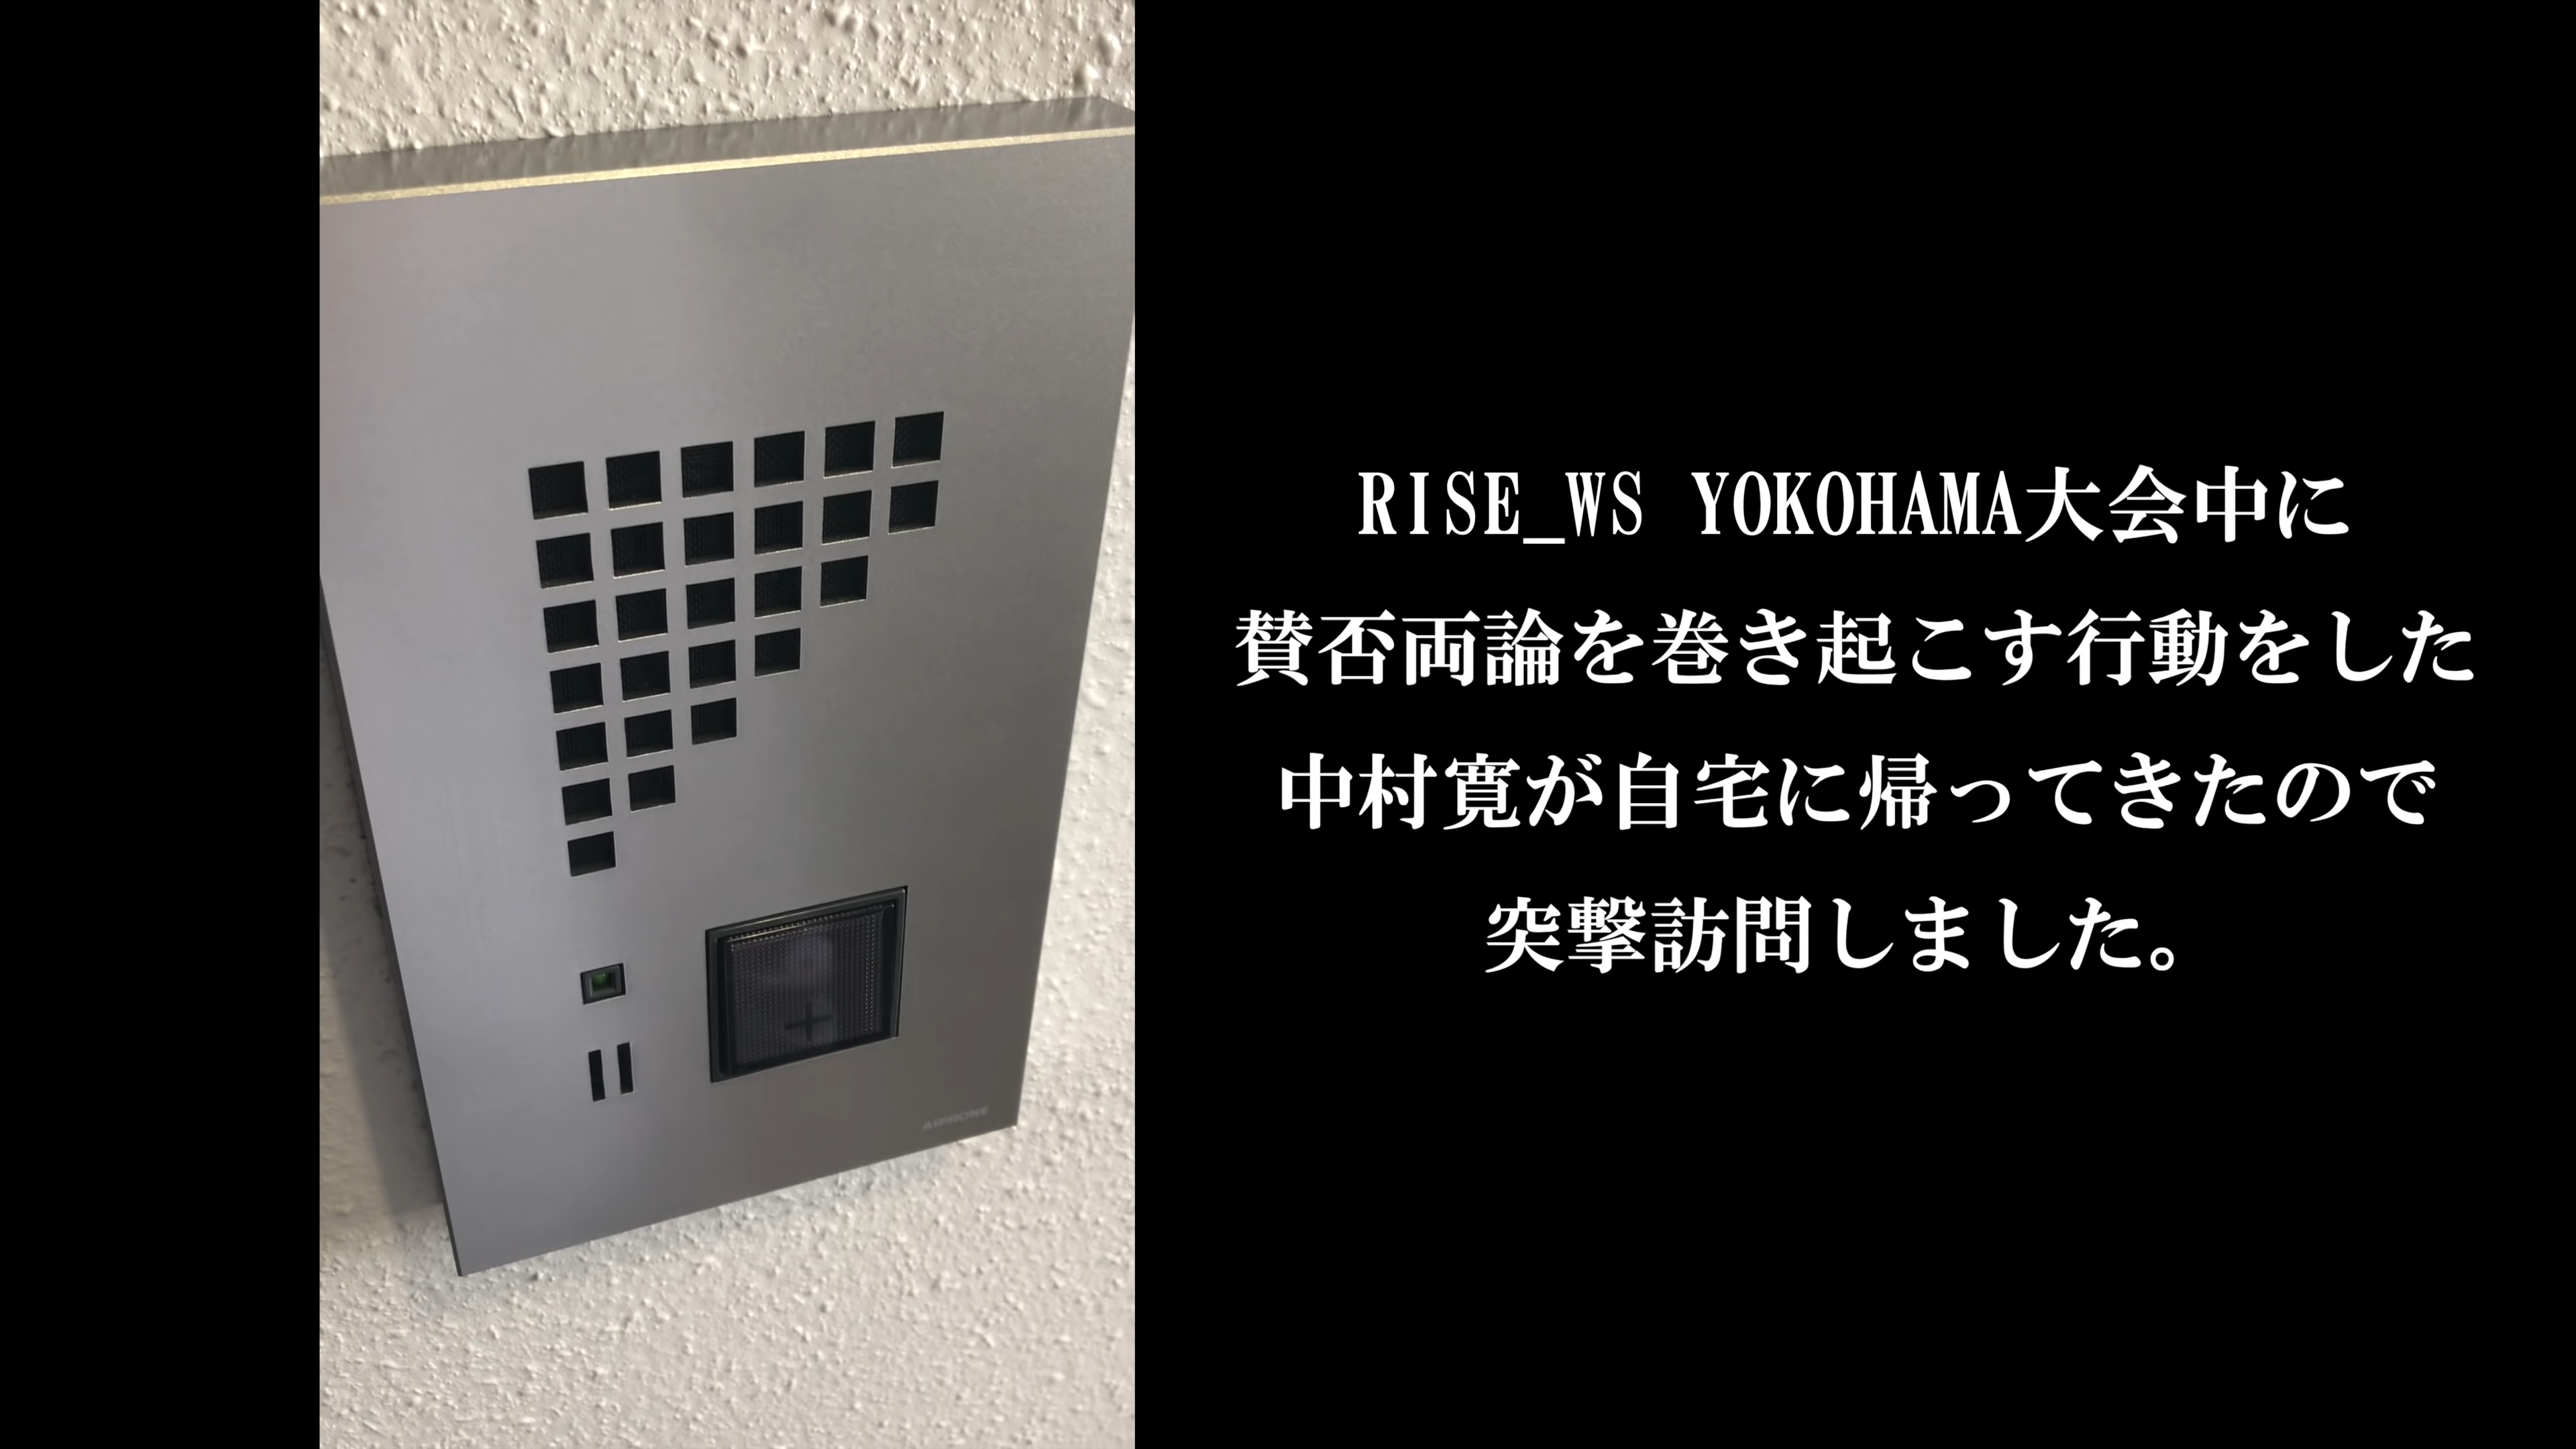 RISE_WS YOKOHAMA大会中に
賛否両論を巻き起こす行動をした
中村寛が自宅に帰ってきたので
突撃訪問しました。
AIPHONE